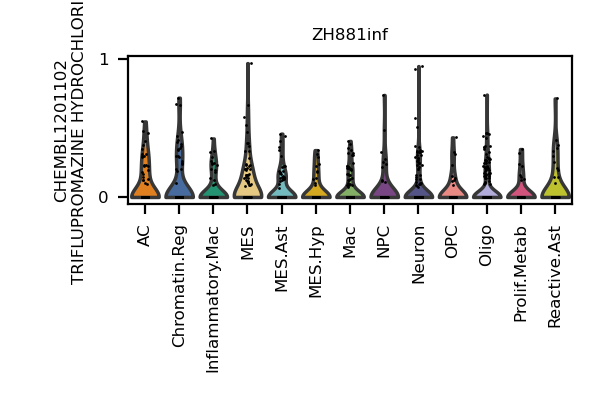 ZH881inf
CHEMBL1201102
TRIFLUPROMAZINE HYDROCHLORI
1
0
AC
Chromatin.Reg
Inflammatory.Mac
MES
MES.Ast
MES.Hyp
Mac
NPC
Neuron
OPC
Oligo
Prolif.Metab
Reactive.Ast